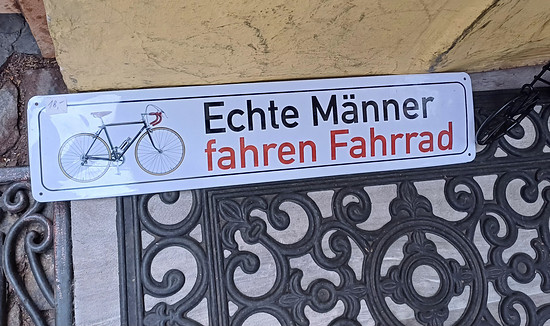 Echte Männer
fahren Fahrrad